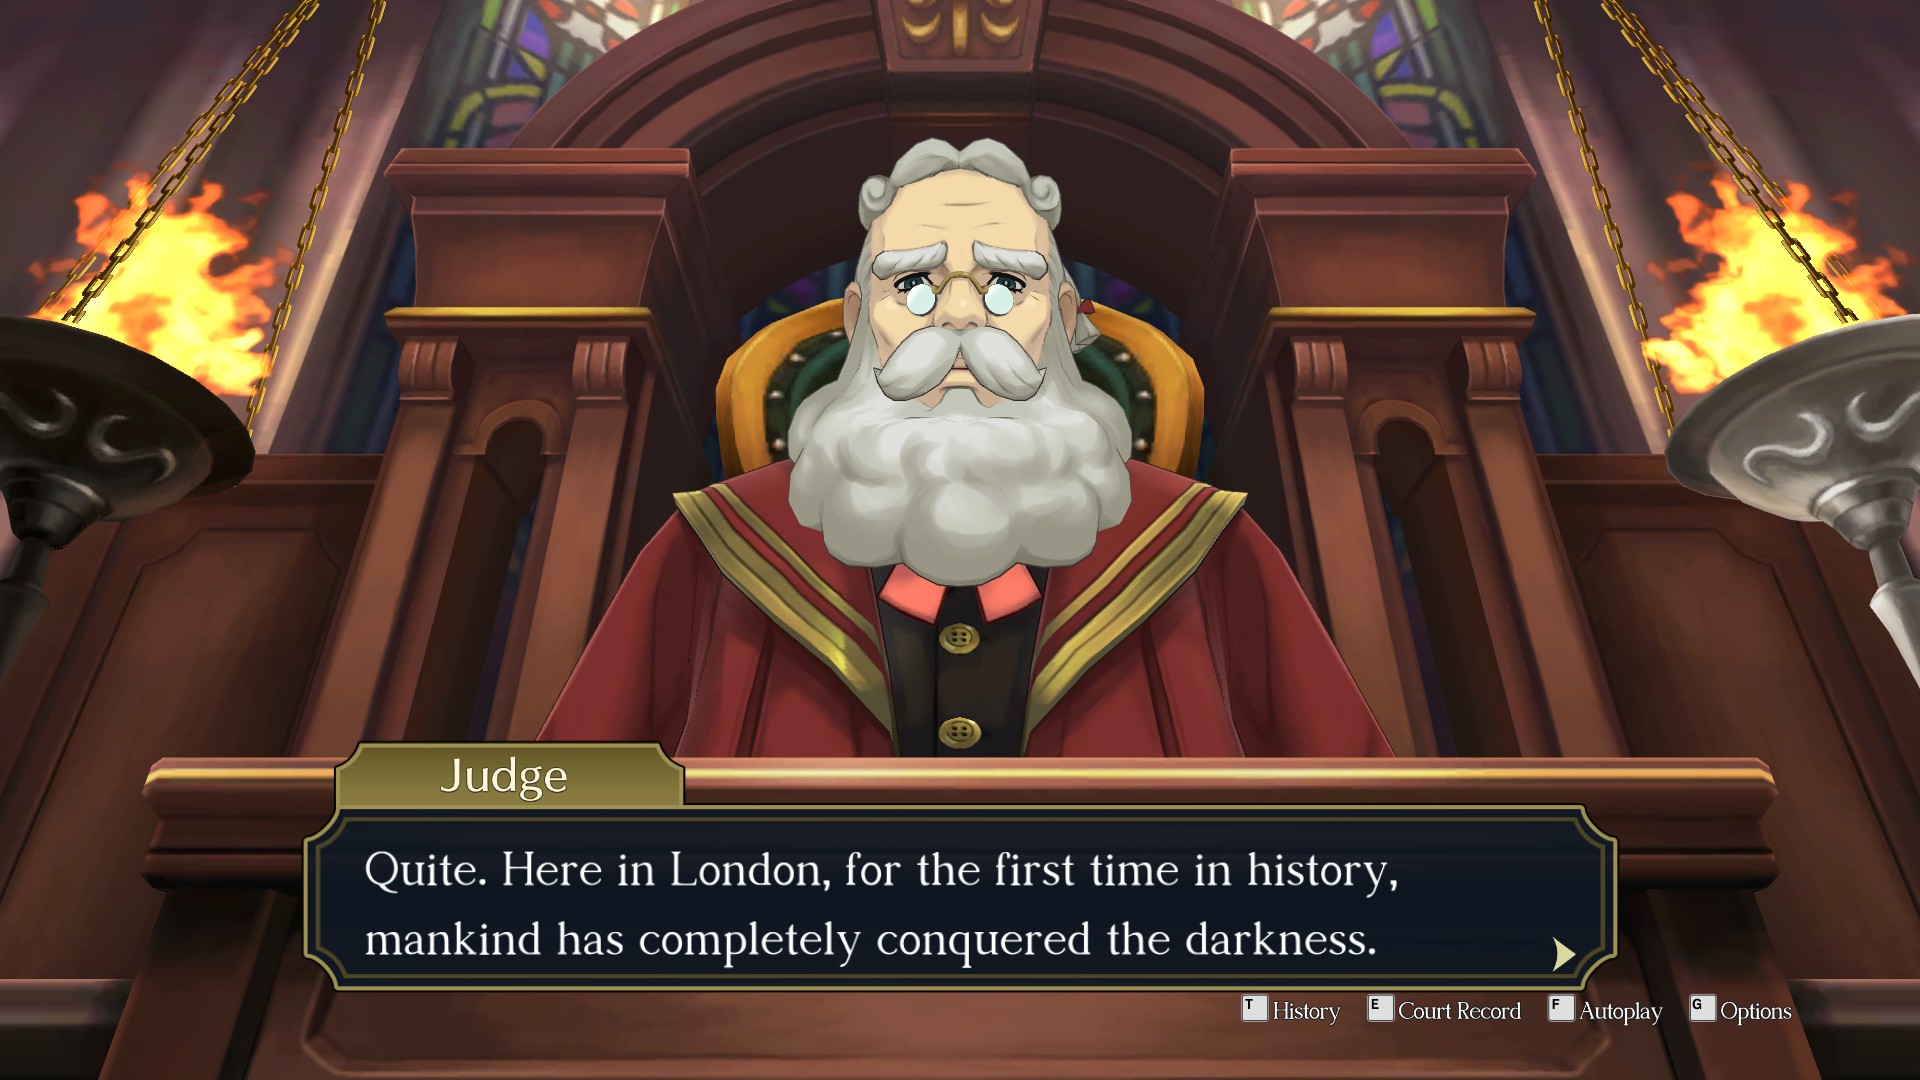 Judge
Quite. Here in London, for the first time in history,
mankind has completely conquered the darkness.
T History E Court Record F Autoplay G Options